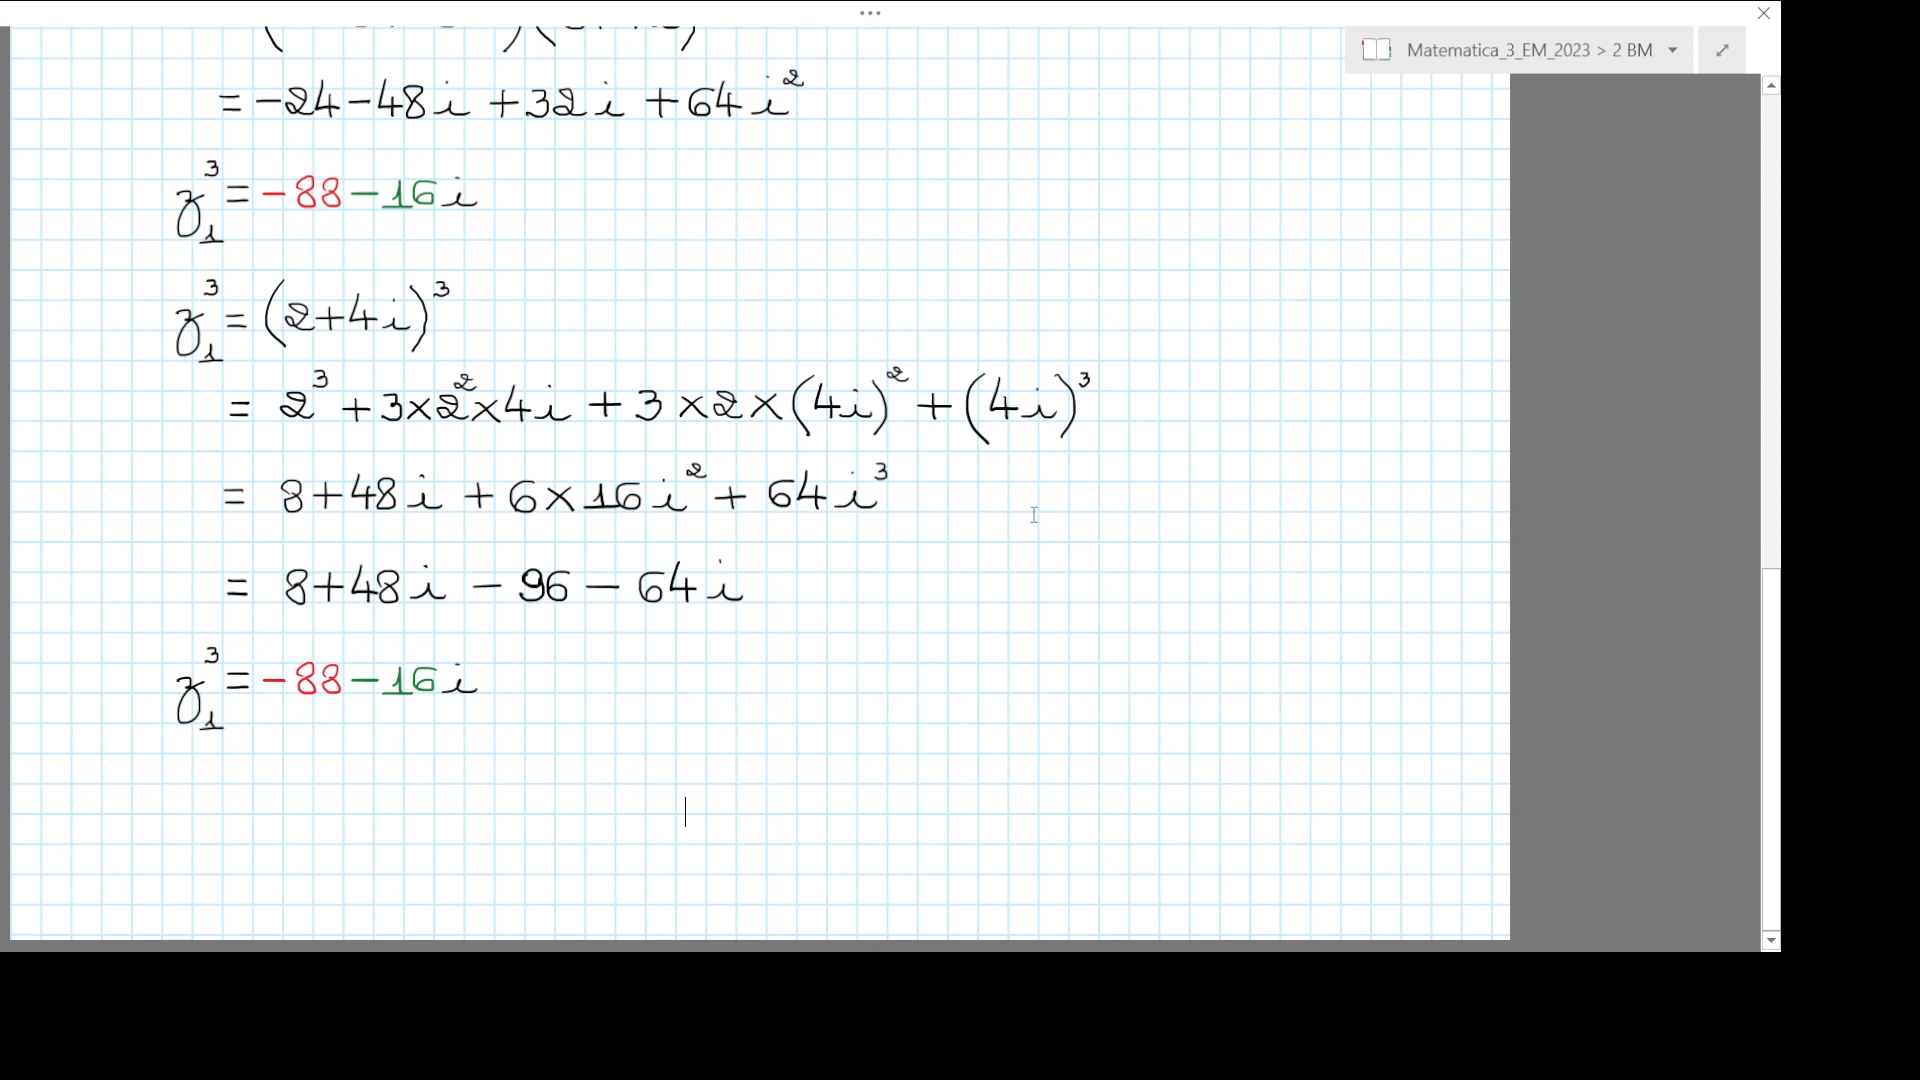 Matematica_3_EM_2023 > 2 BM
= -24 - 48i + 32i + 64i²
z₁³ = -88 - 16i
z₁³ = (2+4i)³
= 2³ + 3×2²×4i + 3×2×(4i)² + (4i)³
= 8 + 48i + 6×16i² + 64i³
= 8 + 48i - 96 - 64i
z₁³ = -88 - 16i